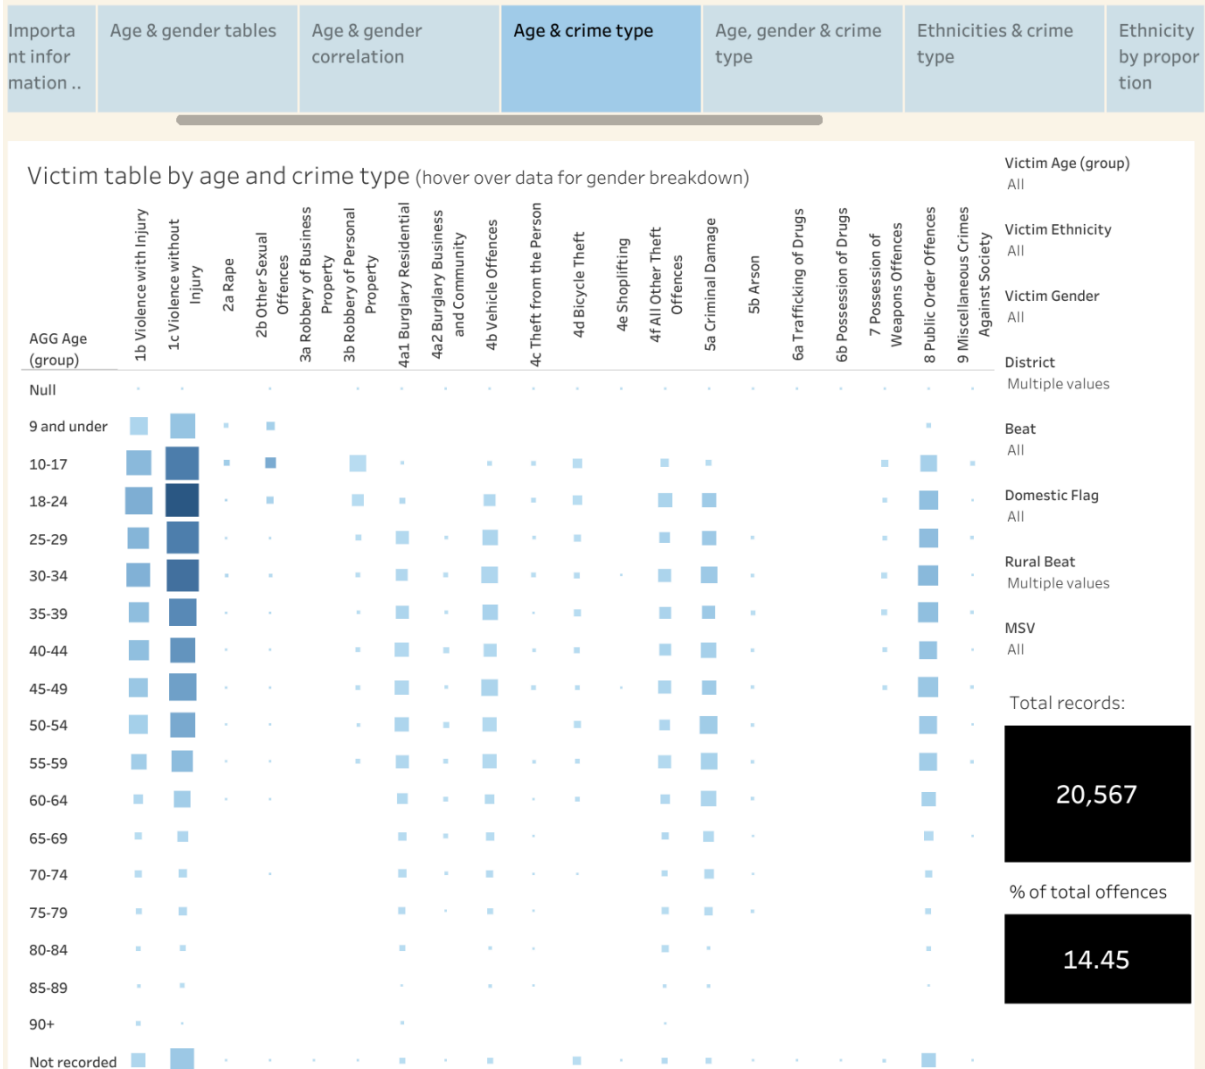 Importa
nt infor
mation ..
Age & gender tables
Age & gender
correlation
Age & crime type
Age, gender & crime
type
Ethnicities & crime
type
Ethnicity
by propor
tion
Victim table by age and crime type (hover over data for gender breakdown)
AGG Age
(group)
1b Violence with Injury
1c Violence without
Injury
2a Rape
2b Other Sexual
Offences
3a Robbery of Business
Property
3b Robbery of Personal
Property
4a1 Burglary Residential
4a2 Burglary Business
and Community
4b Vehicle Offences
4c Theft from the Person
4d Bicycle Theft
4e Shoplifting
4f All Other Theft
Offences
5a Criminal Damage
5b Arson
6a Trafficking of Drugs
6b Possession of Drugs
7 Possession of
Weapons Offences
8 Public Order Offences
9 Miscellaneous Crimes
Against Society
Null
9 and under
10-17
18-24
25-29
30-34
35-39
40-44
45-49
50-54
55-59
60-64
65-69
70-74
75-79
80-84
85-89
90+
Not recorded
Victim Age (group)
All
Victim Ethnicity
All
Victim Gender
All
District
Multiple values
Beat
All
Domestic Flag
All
Rural Beat
Multiple values
MSV
All
Total records:
20,567
% of total offences
14.45